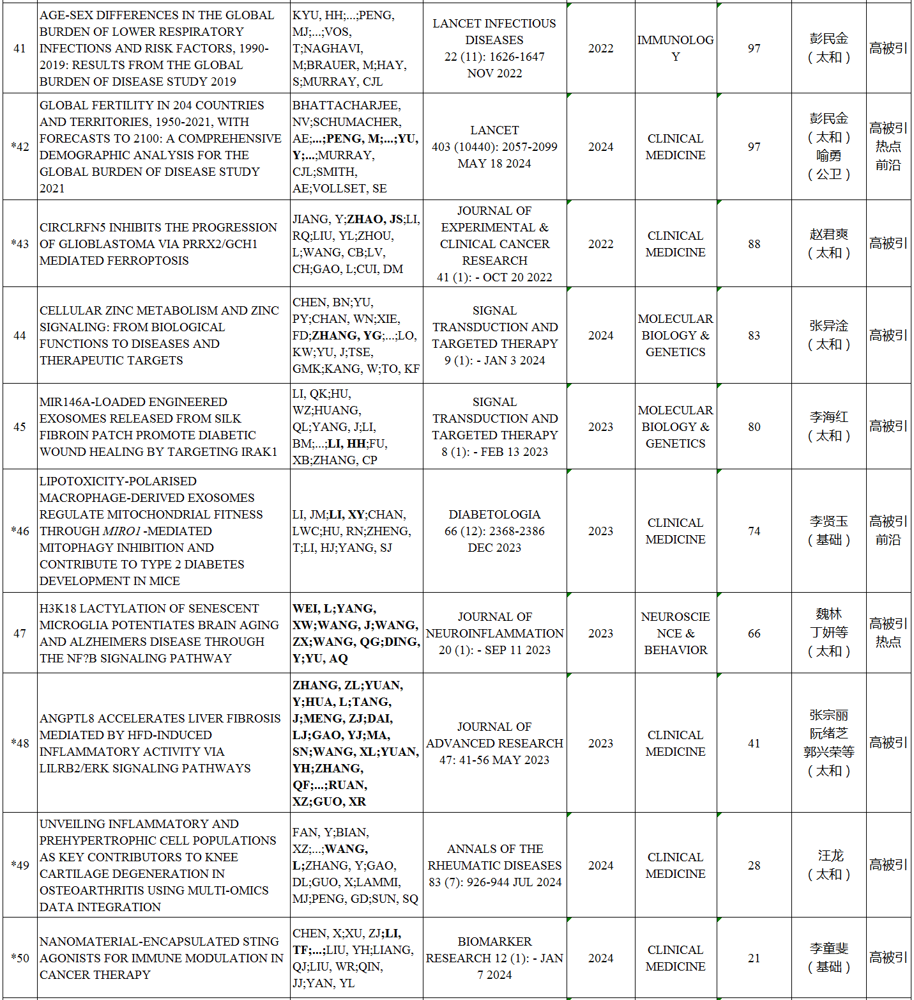 41
AGE-SEX DIFFERENCES IN THE GLOBAL
BURDEN OF LOWER RESPIRATORY
INFECTIONS AND RISK FACTORS, 1990-
2019: RESULTS FROM THE GLOBAL
BURDEN OF DISEASE STUDY 2019
KYU, HH;...;PENG,
MJ;...;VOS,
T;NAGHAVI,
M;BRAUER, M;HAY,
S;MURRAY, CJL
LANCET INFECTIOUS
DISEASES
22 (11): 1626-1647
NOV 2022
2022
IMMUNOLOG
Y
97
彭民金
（太和）
高被引
*42
GLOBAL FERTILITY IN 204 COUNTRIES
AND TERRITORIES, 1950-2021, WITH
FORECASTS TO 2100: A COMPREHENSIVE
DEMOGRAPHIC ANALYSIS FOR THE
GLOBAL BURDEN OF DISEASE STUDY
2021
BHATTACHARJEE,
NV;SCHUMACHER,
AE;...;PENG, M;...;YU,
Y;...;MURRAY,
CJL;SMITH,
AE;VOLLSET, SE
LANCET
403 (10440): 2057-2099
MAY 18 2024
2024
CLINICAL
MEDICINE
97
彭民金
（太和）
喻勇
（公卫）
高被引
热点
前沿
*43
CIRCLRFN5 INHIBITS THE PROGRESSION
OF GLIOBLASTOMA VIA PRRX2/GCH1
MEDIATED FERROPTOSIS
JIANG, Y;ZHAO, JS;LI,
RQ;LIU, YL;ZHOU,
L;WANG, CB;LV,
CH;GAO, L;CUI, DM
JOURNAL OF
EXPERIMENTAL &
CLINICAL CANCER
RESEARCH
41 (1): - OCT 20 2022
2022
CLINICAL
MEDICINE
88
赵君爽
（太和）
高被引
44
CELLULAR ZINC METABOLISM AND ZINC
SIGNALING: FROM BIOLOGICAL
FUNCTIONS TO DISEASES AND
THERAPEUTIC TARGETS
CHEN, BN;YU,
PY;CHAN, WN;XIE,
FD;ZHANG, YG;...;LO,
KW;YU, J;TSE,
GMK;KANG, W;TO, KF
SIGNAL
TRANSDUCTION AND
TARGETED THERAPY
9 (1): - JAN 3 2024
2024
MOLECULAR
BIOLOGY &
GENETICS
83
张异淦
（太和）
高被引
45
MIR146A-LOADED ENGINEERED
EXOSOMES RELEASED FROM SILK
FIBROIN PATCH PROMOTE DIABETIC
WOUND HEALING BY TARGETING IRAK1
LI, QK;HU,
WZ;HUANG,
QL;YANG, J;LI,
BM;...;LI, HH;FU,
XB;ZHANG, CP
SIGNAL
TRANSDUCTION AND
TARGETED THERAPY
8 (1): - FEB 13 2023
2023
MOLECULAR
BIOLOGY &
GENETICS
80
李海红
（太和）
高被引
*46
LIPOTOXICITY-POLARISED
MACROPHAGE-DERIVED EXOSOMES
REGULATE MITOCHONDRIAL FITNESS
THROUGH MIRO1 -MEDIATED
MITOPHAGY INHIBITION AND
CONTRIBUTE TO TYPE 2 DIABETES
DEVELOPMENT IN MICE
LI, JM;LI, XY;CHAN,
LWC;HU, RN;ZHENG,
T;LI, HJ;YANG, SJ
DIABETOLOGIA
66 (12): 2368-2386
DEC 2023
2023
CLINICAL
MEDICINE
74
李贤玉
（基础）
高被引
前沿
47
H3K18 LACTYLATION OF SENESCENT
MICROGLIA POTENTIATES BRAIN AGING
AND ALZHEIMERS DISEASE THROUGH
THE NF?B SIGNALING PATHWAY
WEI, L;YANG,
XW;WANG, J;WANG,
ZX;WANG, QG;DING,
Y;YU, AQ
JOURNAL OF
NEUROINFLAMMATION
20 (1): - SEP 11 2023
2023
NEUROSCIE
NCE &
BEHAVIOR
66
魏林
丁妍等
（太和）
高被引
热点
*48
ANGPTL8 ACCELERATES LIVER FIBROSIS
MEDIATED BY HFD-INDUCED
INFLAMMATORY ACTIVITY VIA
LILRB2/ERK SIGNALING PATHWAYS
ZHANG, ZL;YUAN,
Y;HUA, L;TANG,
J;MENG, ZJ;DAI,
LJ;GAO, YJ;MA,
SN;WANG, XL;YUAN,
YH;ZHANG,
QF;...;RUAN,
XZ;GUO, XR
JOURNAL OF
ADVANCED RESEARCH
47: 41-56 MAY 2023
2023
CLINICAL
MEDICINE
41
张宗丽
阮绪芝
郭兴荣等
（太和）
高被引
*49
UNVEILING INFLAMMATORY AND
PREHYPERTROPHIC CELL POPULATIONS
AS KEY CONTRIBUTORS TO KNEE
CARTILAGE DEGENERATION IN
OSTEOARTHRITIS USING MULTI-OMICS
DATA INTEGRATION
FAN, Y;BIAN,
XZ;...;WANG,
L;ZHANG, Y;GAO,
DL;GUO, X;LAMMI,
MJ;PENG, GD;SUN, SQ
ANNALS OF THE
RHEUMATIC DISEASES
83 (7): 926-944 JUL 2024
2024
CLINICAL
MEDICINE
28
汪龙
（太和）
高被引
*50
NANOMATERIAL-ENCAPSULATED STING
AGONISTS FOR IMMUNE MODULATION IN
CANCER THERAPY
CHEN, X;XU, ZJ;LI,
TF;...;LIU, YH;LIANG,
QJ;LIU, WR;QIN,
JJ;YAN, YL
BIOMARKER
RESEARCH 12 (1): - JAN
7 2024
2024
CLINICAL
MEDICINE
21
李童斐
（基础）
高被引